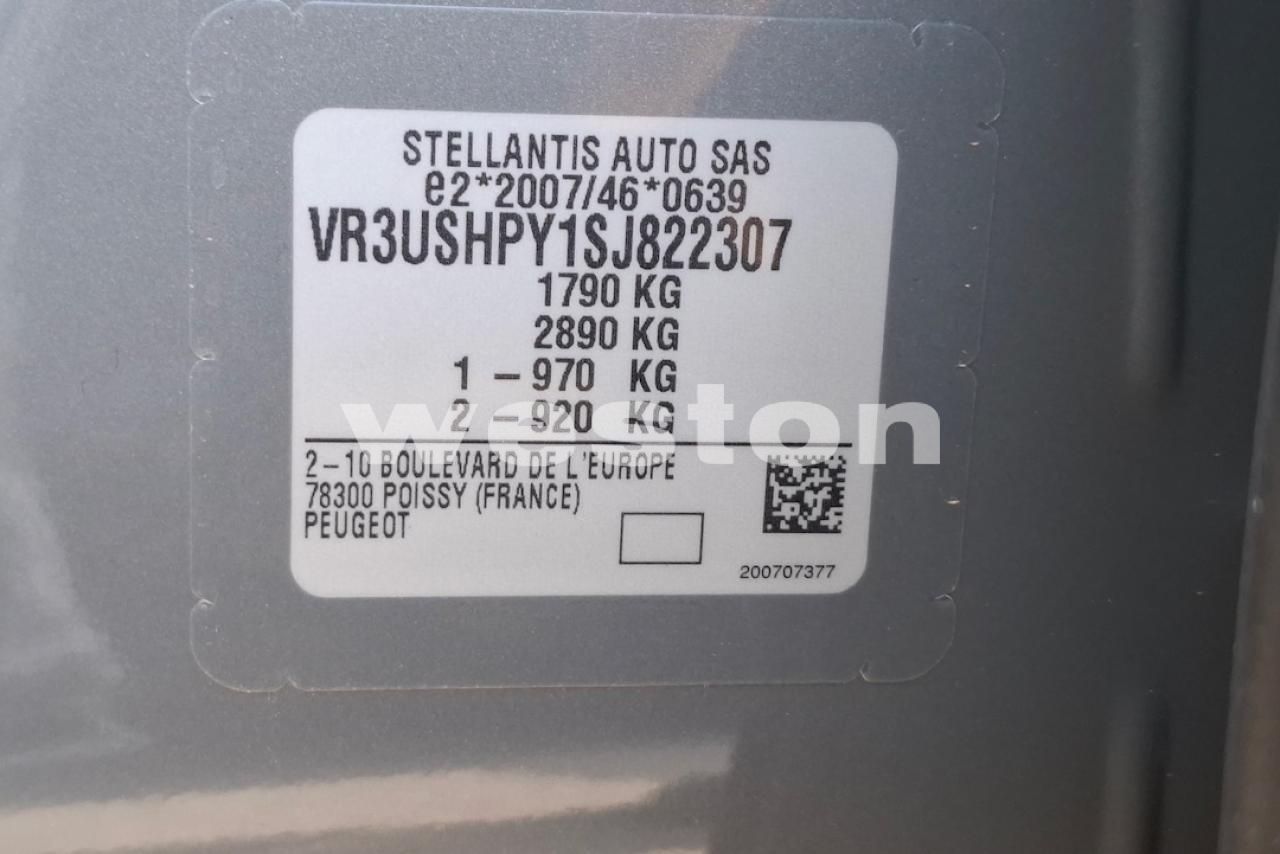 STELLANTIS AUTO SAS
e2*2007/46*0639
VR3USHPY1SJ822307
1790 KG
2890 KG
1 – 970 KG
2 – 920 KG
weston
2–10 BOULEVARD DE L'EUROPE
78300 POISSY (FRANCE)
PEUGEOT
200707377